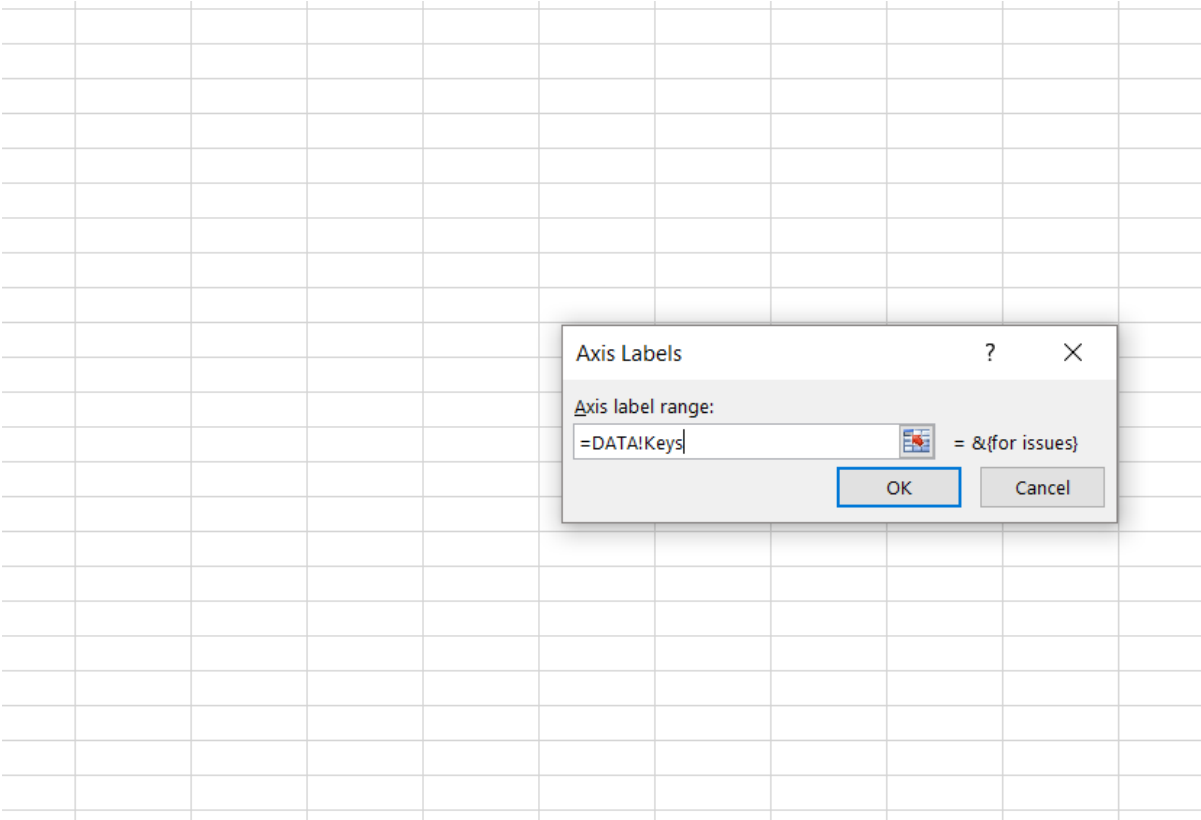 Axis Labels ?
Axis label range:
=DATA!Keys = &{for issues}
OK Cancel